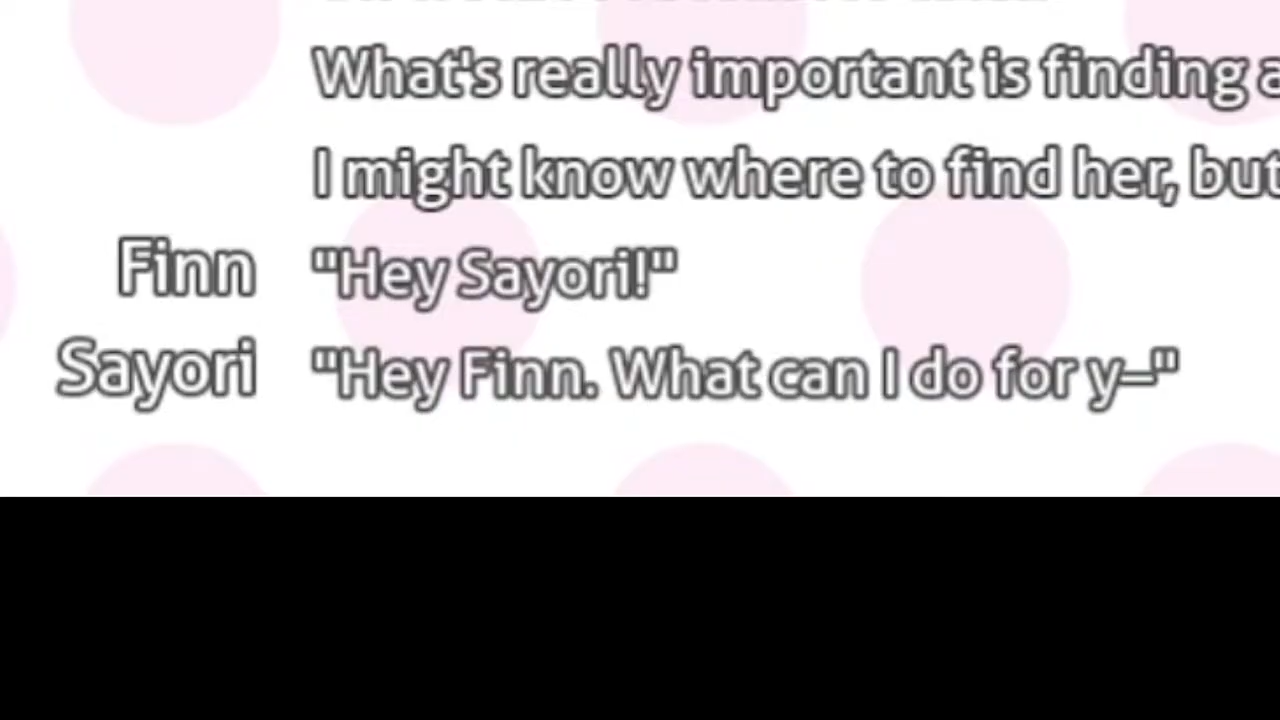 What's really important is finding
I might know where to find her, but
Finn "Hey Sayori!"
Sayori "Hey Finn. What can I do for y–"